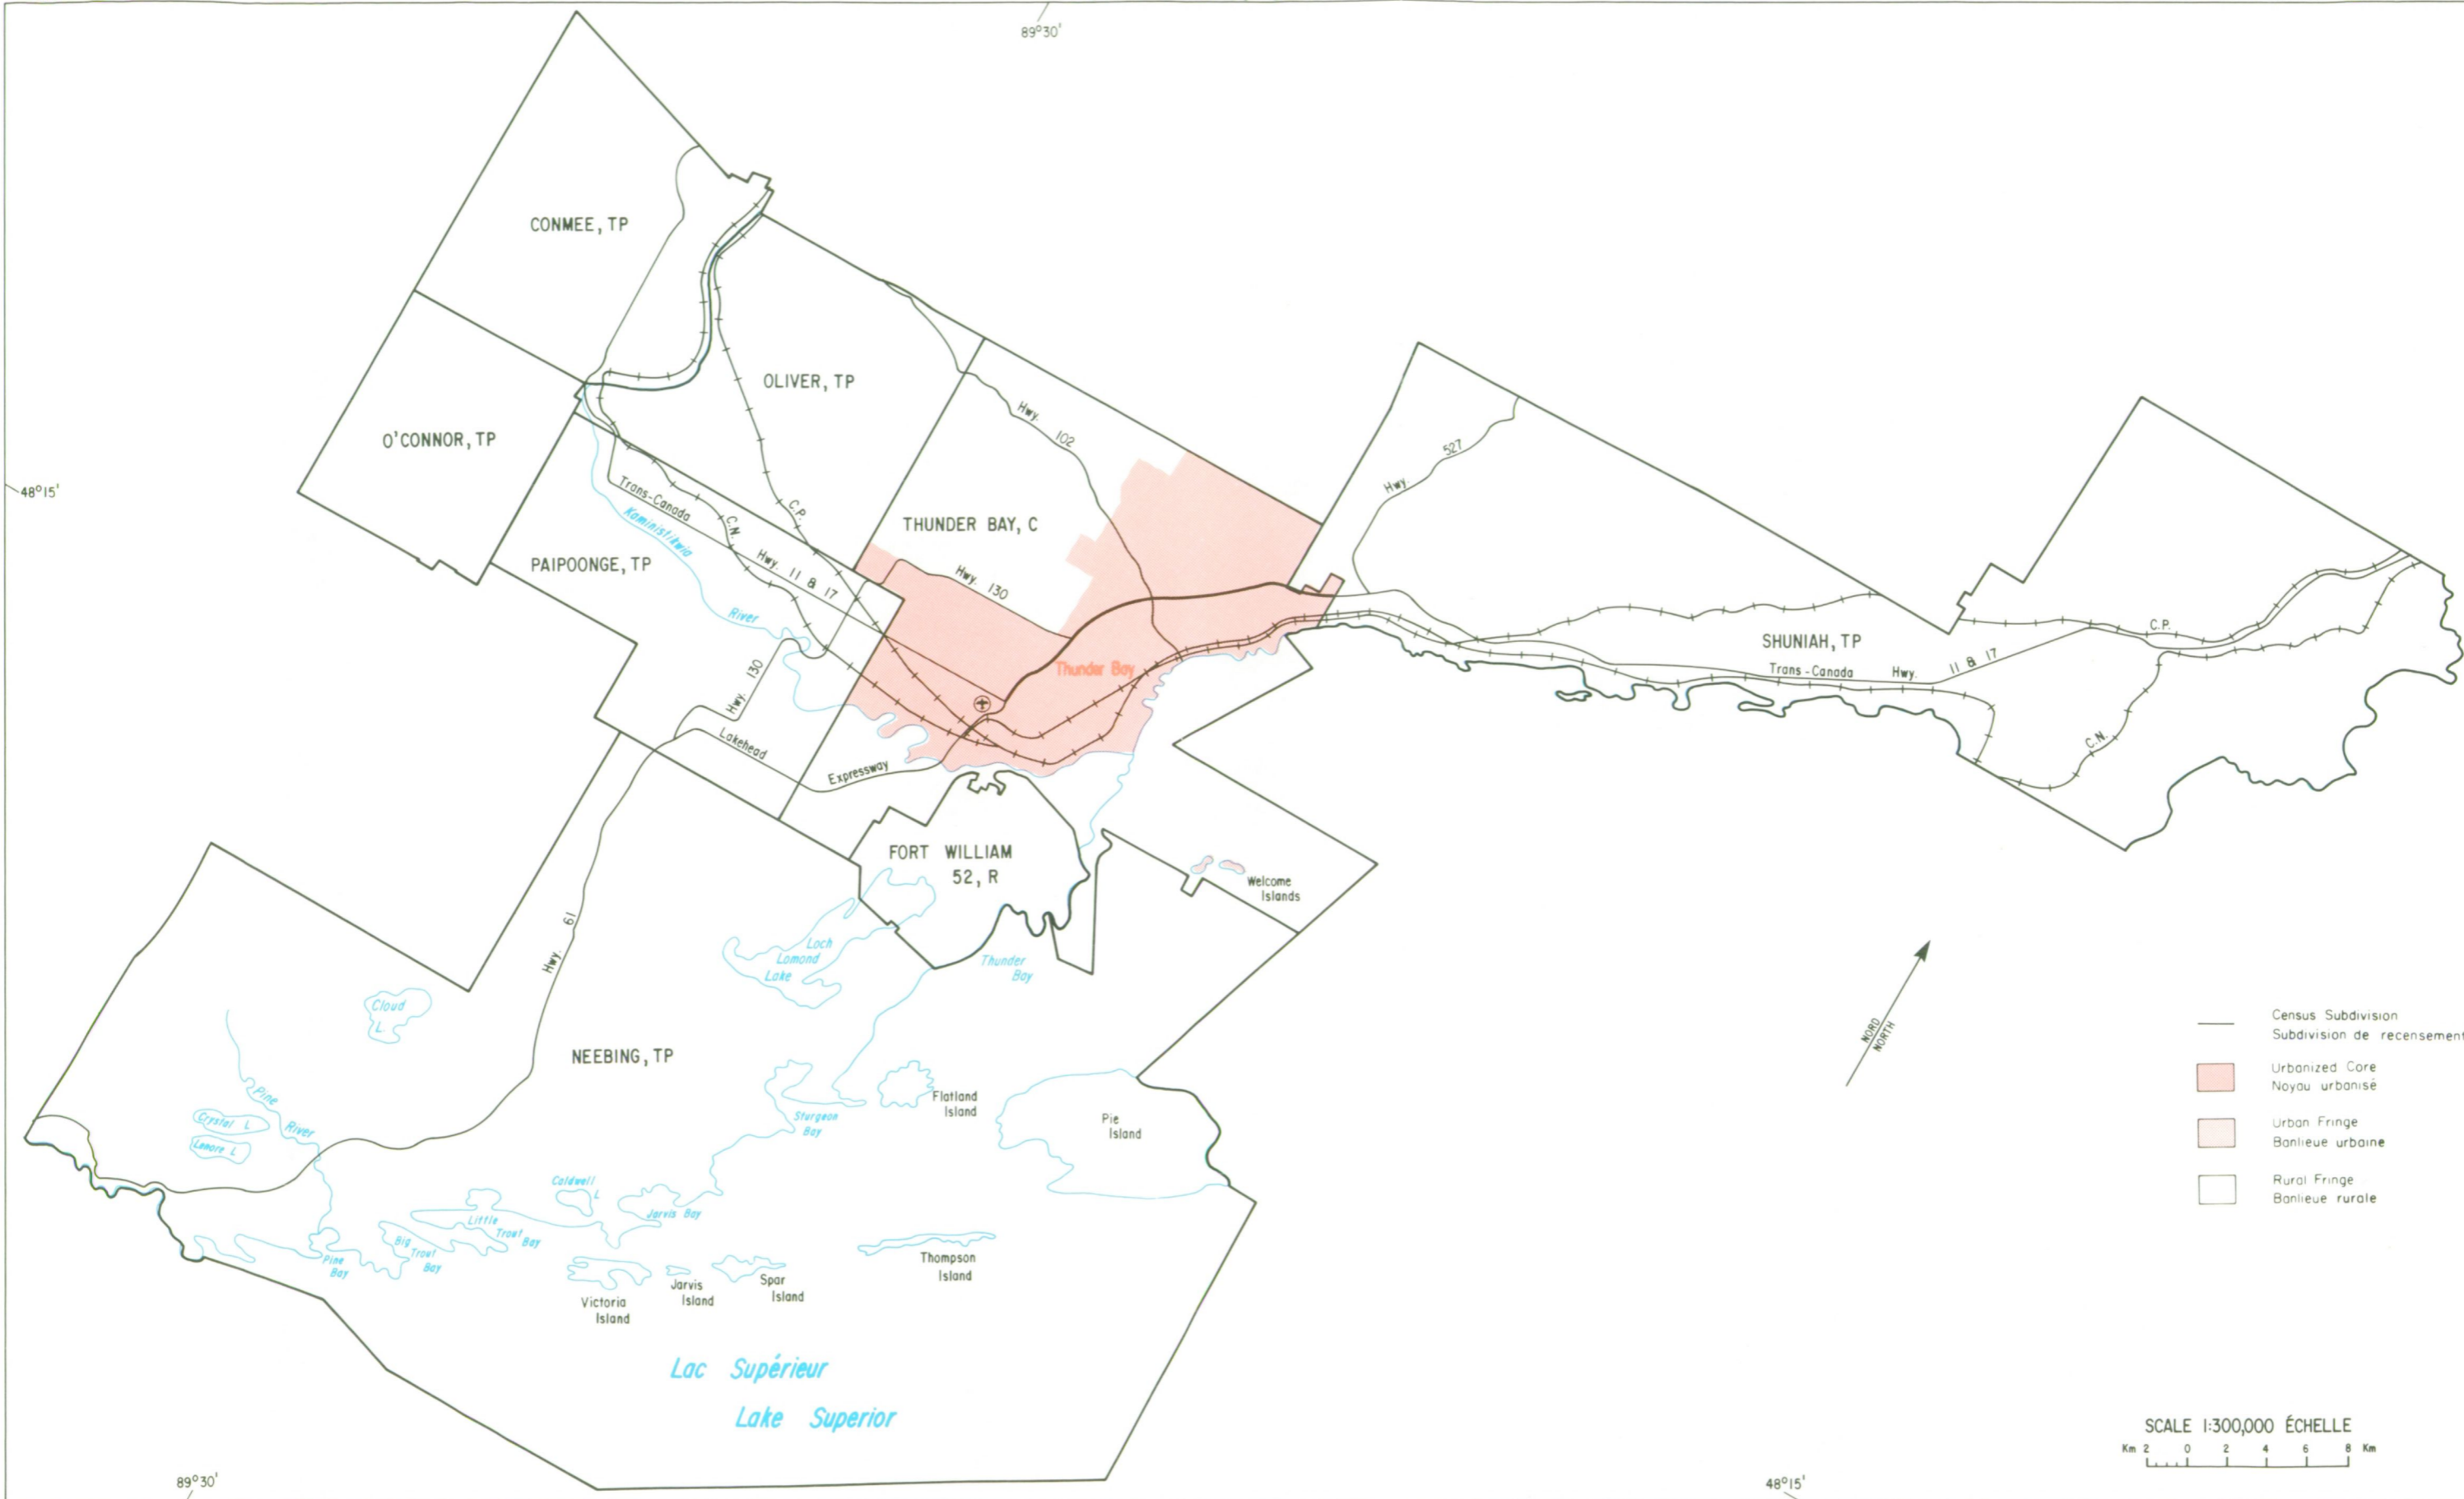 89°30'
CONMEE, TP
OLIVER, TP
O'CONNOR, TP
Hwy. 102
Hwy. 527
48°15'
Trans-Canada Hwy. 11 & 17
C.N.
C.P.
Kaministikwia River
THUNDER BAY, C
PAIPOONGE, TP
Hwy. 130
Thunder Bay
Hwy. 130
Lakehead Expressway
SHUNIAH, TP
Trans-Canada Hwy. 11 & 17
C.P.
C.N.
FORT WILLIAM
52, R
Welcome
Islands
Hwy. 61
Loch
Lomond
Lake
Thunder
Bay
Cloud
L.
NEEBING, TP
Pine River
Crystal L
Lenore L
Sturgeon
Bay
Flatland
Island
Pie
Island
Caldwell
L
Jarvis Bay
Little
Trout
Bay
Big
Trout
Bay
Pine
Bay
Victoria
Island
Jarvis
Island
Spar
Island
Thompson
Island
Lac Supérieur
Lake Superior
NORD
NORTH
Census Subdivision
Subdivision de recensement
Urbanized Core
Noyau urbanisé
Urban Fringe
Banlieue urbaine
Rural Fringe
Banlieue rurale
SCALE 1:300,000 ÉCHELLE
Km 2 0 2 4 6 8 Km
89°30'
48°15'